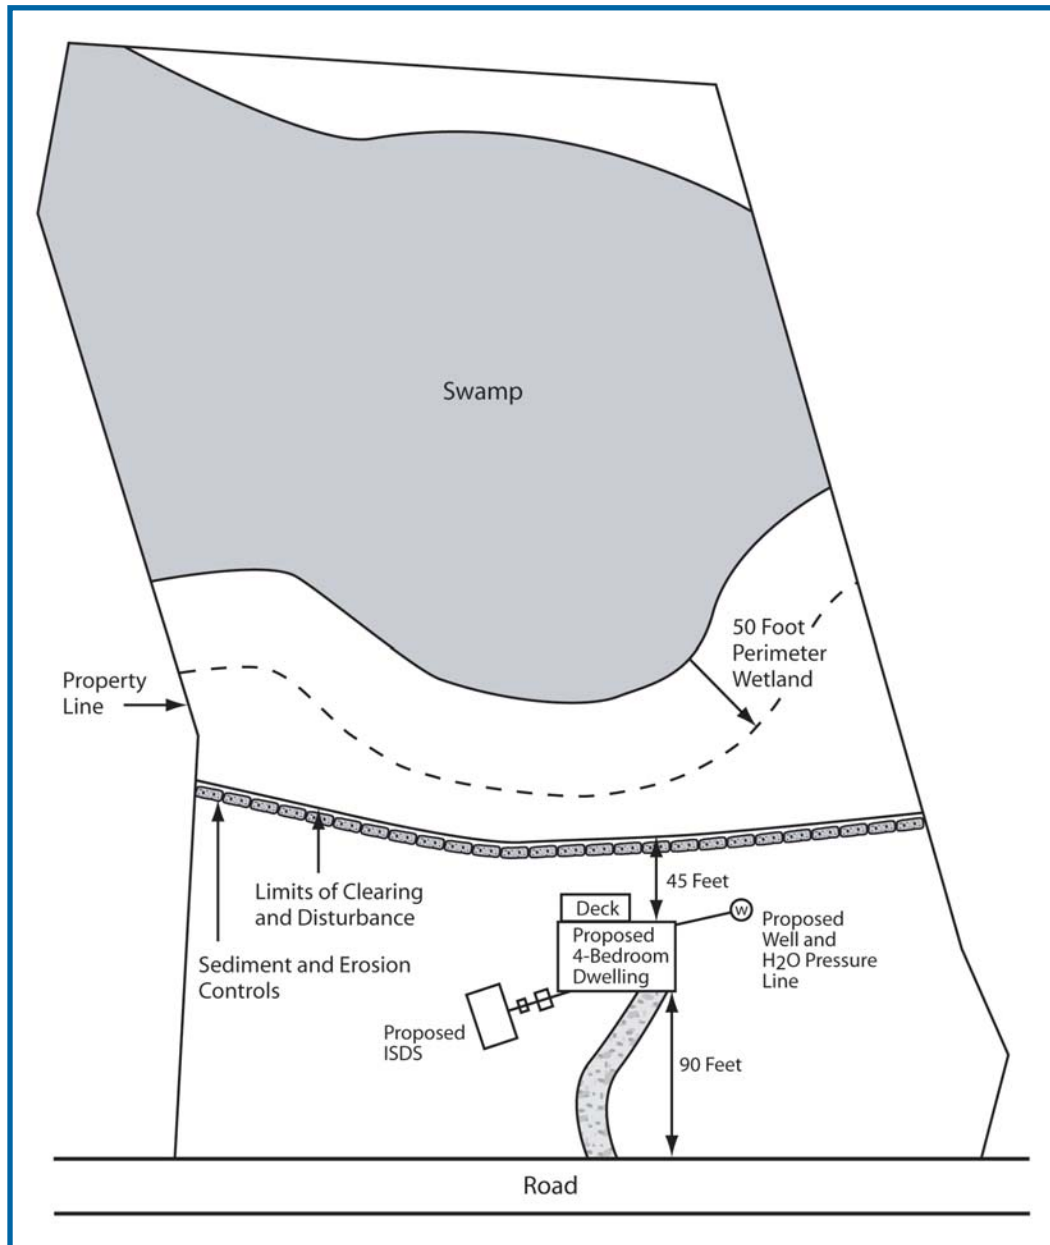 Swamp
50 Foot
Perimeter
Wetland
Property
Line
45 Feet
Limits of Clearing
and Disturbance
Deck
W
Proposed
4-Bedroom
Dwelling
Proposed
Well and
H2O Pressure
Line
Sediment and Erosion
Controls
Proposed
ISDS
90 Feet
Road